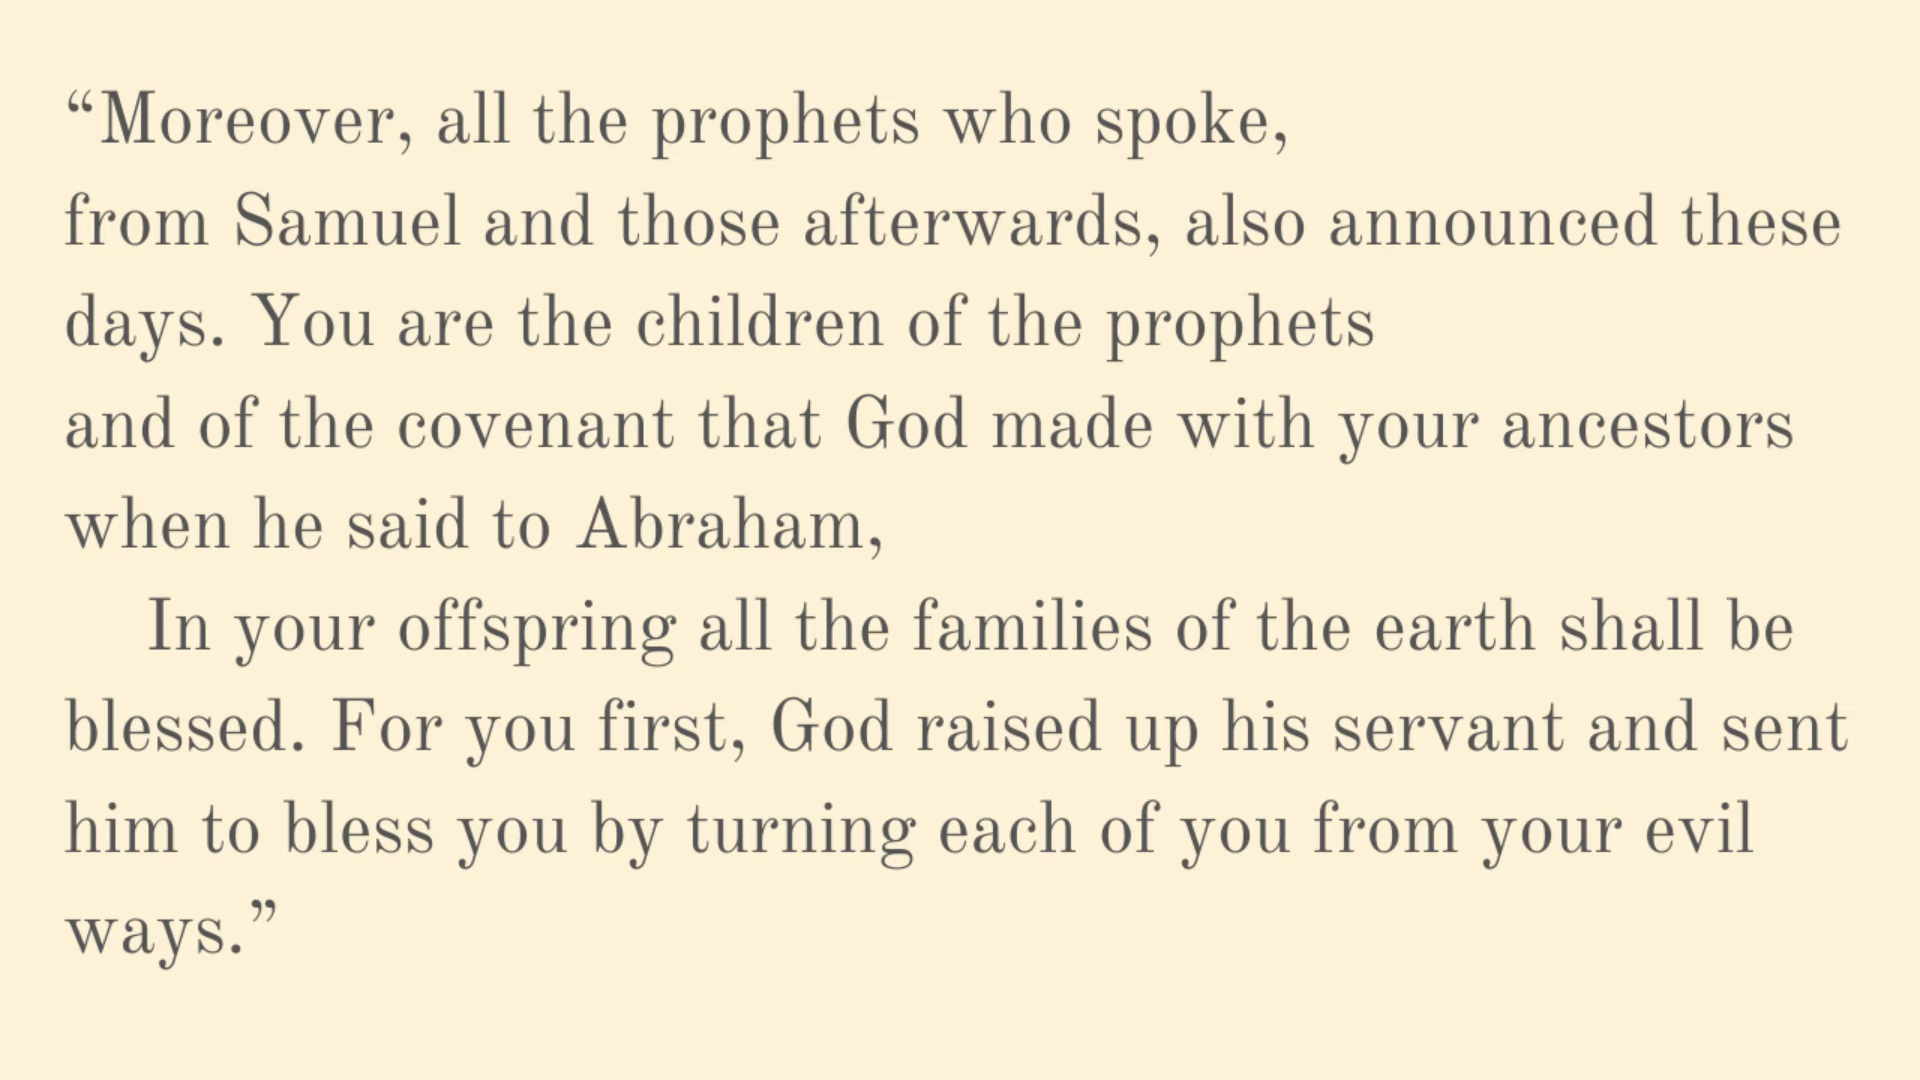 “Moreover, all the prophets who spoke,
from Samuel and those afterwards, also announced these
days. You are the children of the prophets
and of the covenant that God made with your ancestors
when he said to Abraham,
In your offspring all the families of the earth shall be
blessed. For you first, God raised up his servant and sent
him to bless you by turning each of you from your evil
ways.”